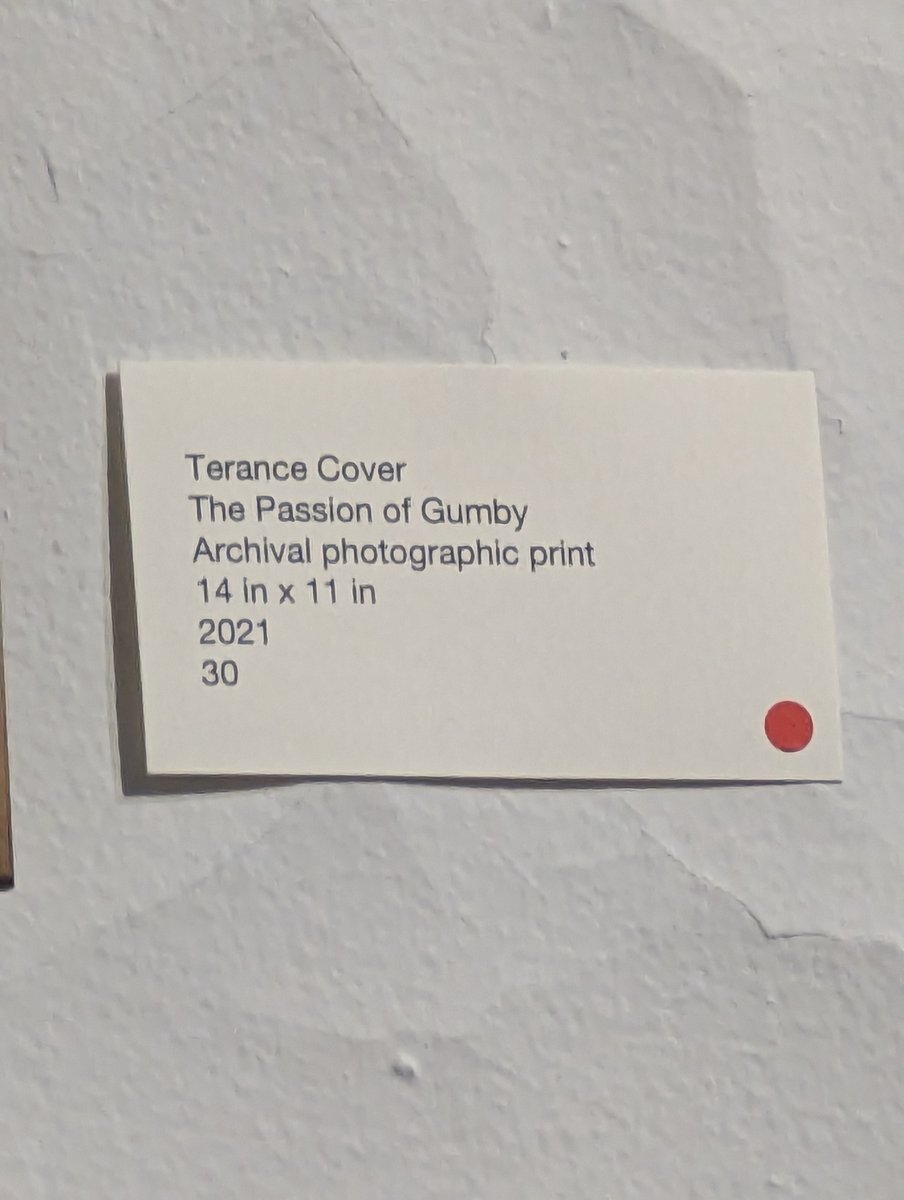 Terance Cover
The Passion of Gumby
Archival photographic print
14 in x 11 in
2021
30